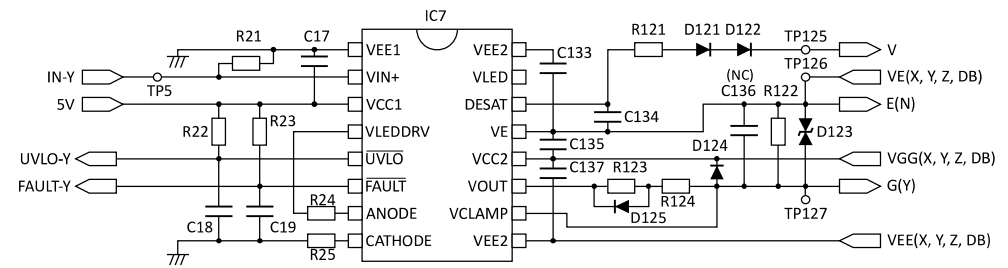 IC7
R21
C17
VEE1
VEE2
C133
R121
D121
D122
TP125
V
IN-Y
TP5
VIN+
VLED
TP126
VE(X, Y, Z, DB)
5V
VCC1
DESAT
(NC)
C136
R122
E(N)
R22
R23
C134
D123
VLEDDRV
VE
C135
D124
UVLO-Y
UVLO
VCC2
C137
R123
VGG(X, Y, Z, DB)
FAULT-Y
FAULT
VOUT
R124
G(Y)
D125
TP127
R24
ANODE
VCLAMP
C18
C19
R25
CATHODE
VEE2
VEE(X, Y, Z, DB)